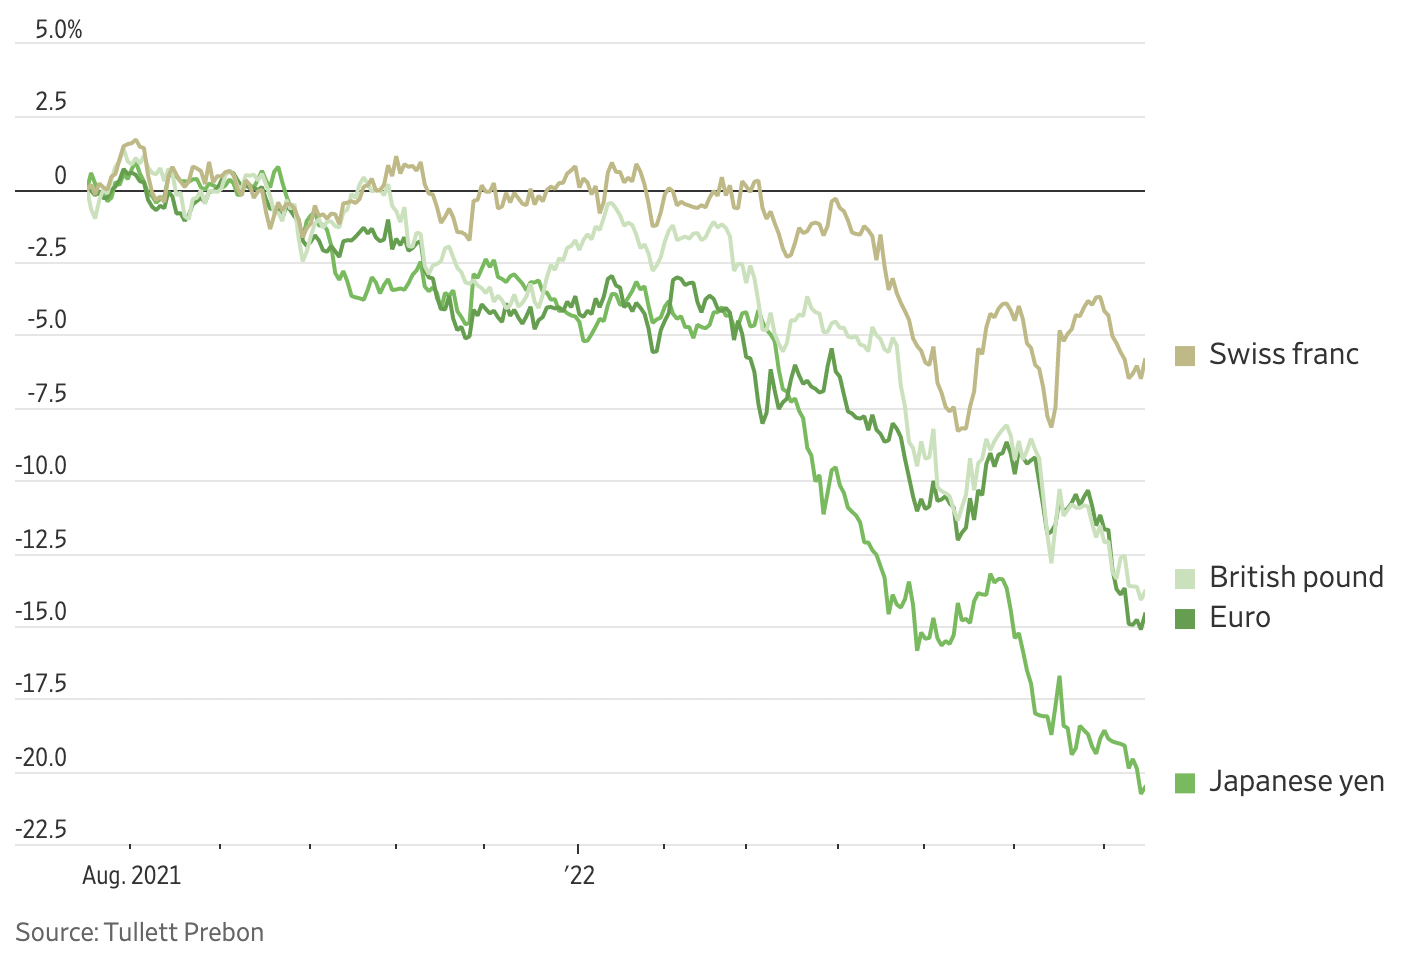 5.0%
2.5
0
-2.5
-5.0
-7.5
-10.0
-12.5
-15.0
-17.5
-20.0
-22.5
Swiss franc
British pound
Euro
Japanese yen
Aug. 2021
’22
Source: Tullett Prebon